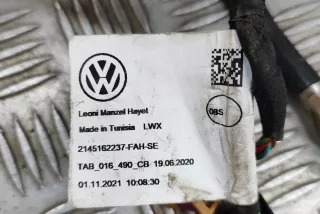 Leoni Manzel Hayet
Made in Tunisia LWX
08S
2145162237-FAH-SE
TAB_016_490_CB 19.06.2020
01.11.2021 10:08:30